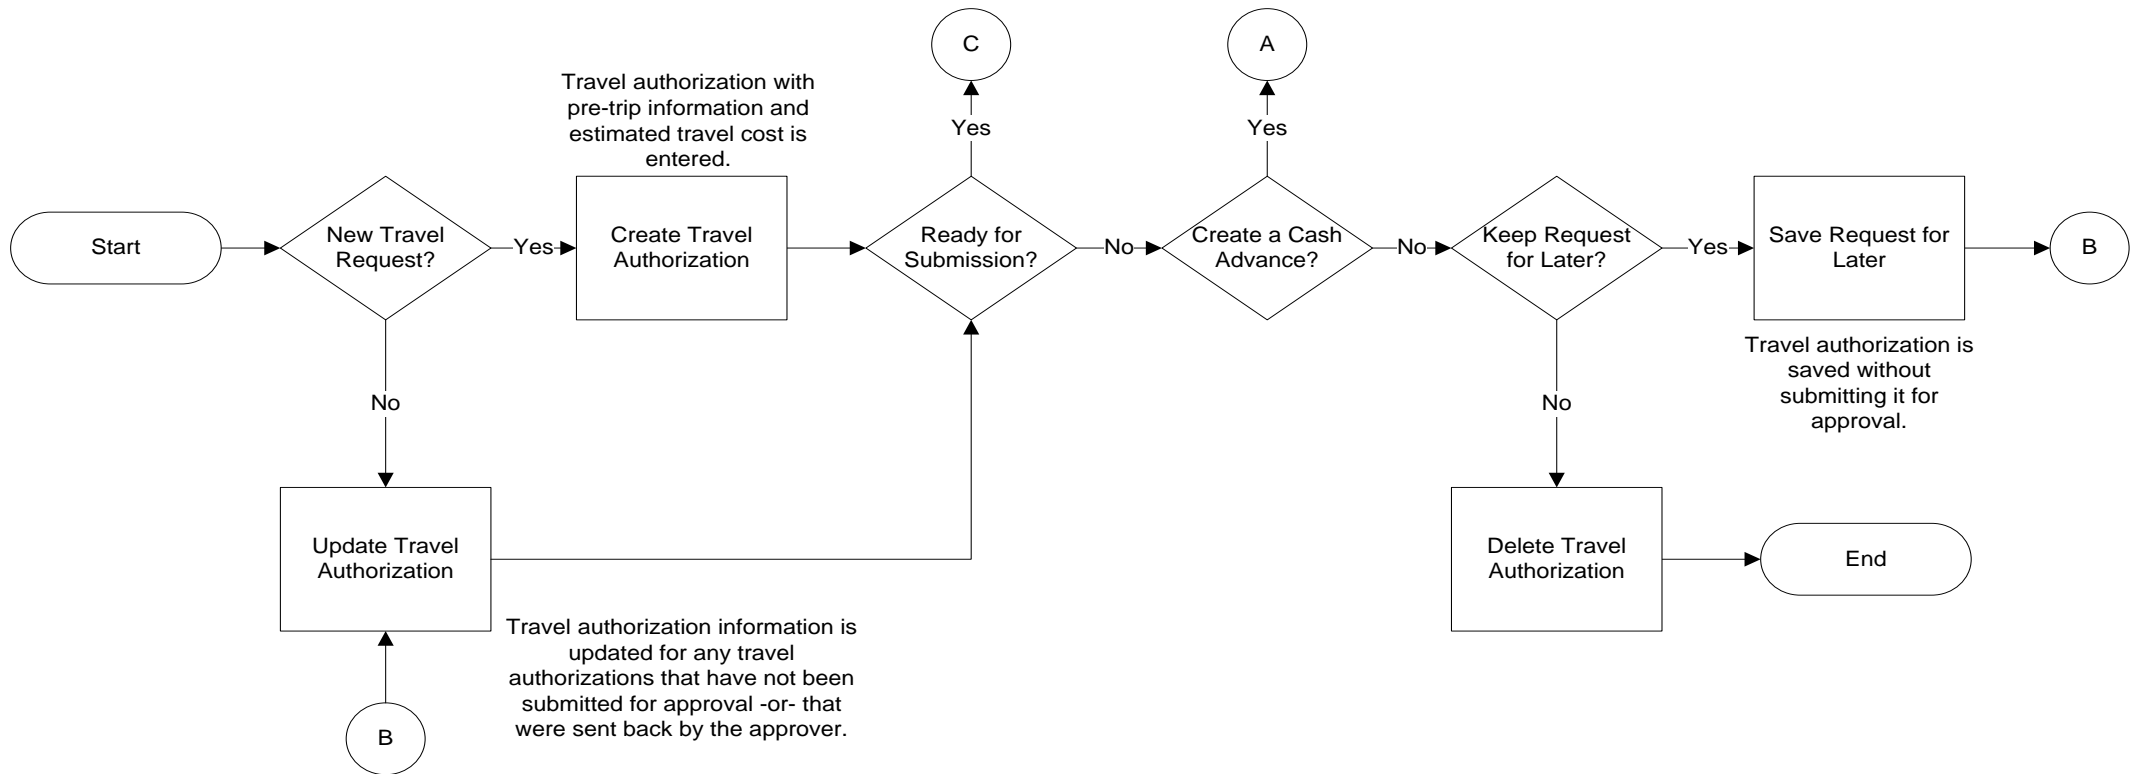 C
A
Travel authorization with
pre-trip information and
estimated travel cost is
entered.
Yes
Yes
Start
New Travel
Request?
Yes
Create Travel
Authorization
Ready for
Submission?
No
Create a Cash
Advance?
No
Keep Request
for Later?
Yes
Save Request for
Later
B
Travel authorization is
saved without
submitting it for
approval.
No
No
Update Travel
Authorization
Delete Travel
Authorization
End
Travel authorization information is
updated for any travel
authorizations that have not been
submitted for approval -or- that
were sent back by the approver.
B